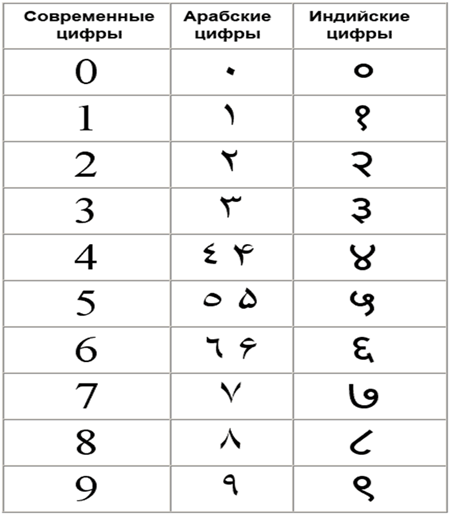 Современные цифры Арабские цифры Индийские цифры
0 ٠ ०
1 ١ १
2 ٢ २
3 ٣ ३
4 ٤ ۴ ४
5 ٥ ۵ ५
6 ٦ ۶ ६
7 ٧ ७
8 ٨ ८
9 ٩ ९